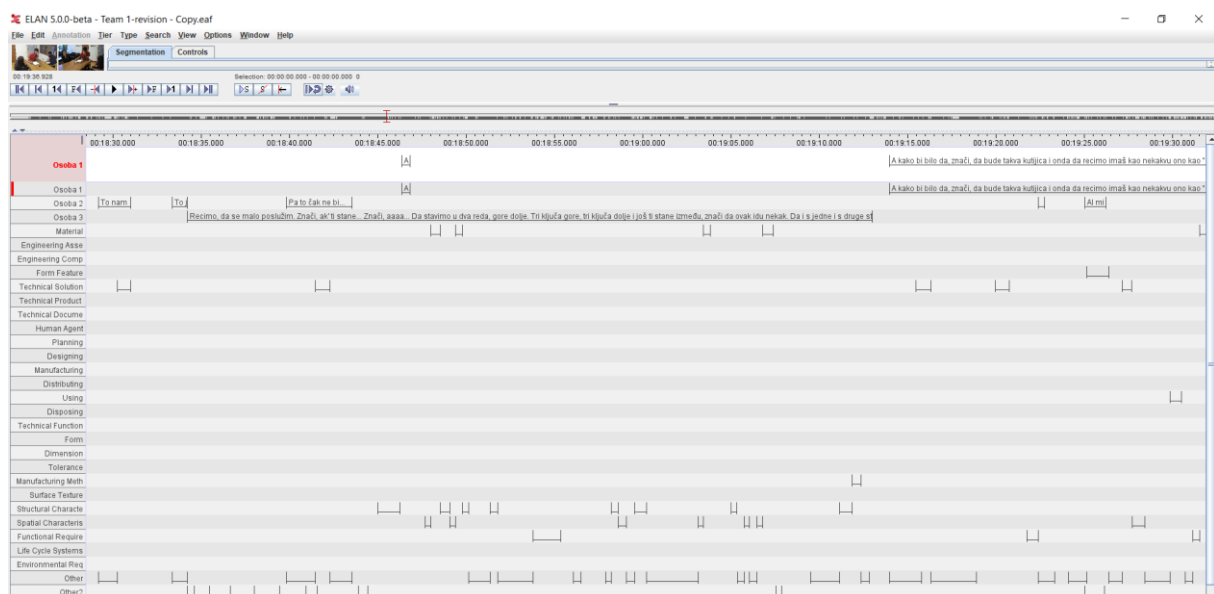 ELAN 5.0.0-beta - Team 1-revision - Copy.eaf
File Edit Annotation Tier Type Search View Options Window Help
Segmentation Controls
00:19:36.928 Selection: 00:00:00.000 - 00:00:00.000 0
00:18:30.000 00:18:35.000 00:18:40.000 00:18:45.000 00:18:50.000 00:18:55.000 00:19:00.000 00:19:05.000 00:19:10.000 00:19:15.000 00:19:20.000 00:19:25.000 00:19:30.000
Osoba 1 A A kako bi bilo da, znači, da bude takva kutijica i onda da recimo imaš kao nekakvu ono kao "
Osoba 1 A A kako bi bilo da, znači, da bude takva kutijica i onda da recimo imaš kao nekakvu ono kao "
Osoba 2 To nam To j Pa to čak ne bi... Al mi
Osoba 3 Recimo, da se malo poslužim. Znači, ak'ti stane... Znači, aaaa... Da stavimo u dva reda, gore dolje. Tri ključa gore, tri ključa dolje i još ti stane između, znači da ovak idu nekak. Da i s jedne i s druge st
Material
Engineering Asse
Engineering Comp
Form Feature
Technical Solution
Technical Product
Technical Docume
Human Agent
Planning
Designing
Manufacturing
Distributing
Using
Disposing
Technical Function
Form
Dimension
Tolerance
Manufacturing Meth
Surface Texture
Structural Characte
Spatial Characteris
Functional Require
Life Cycle Systems
Environmental Req
Other
Other2